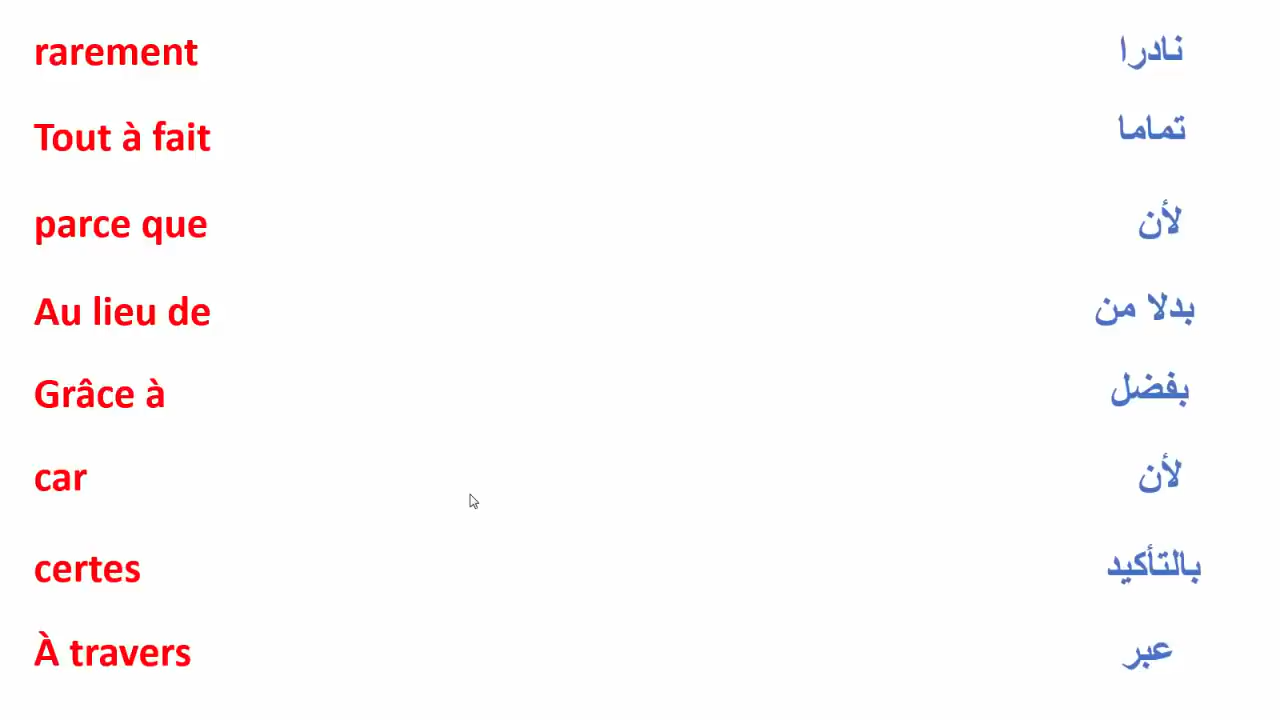 rarement نادرا
Tout à fait تماما
parce que لأن
Au lieu de بدلا من
Grâce à بفضل
car لأن
certes بالتأكيد
À travers عبر